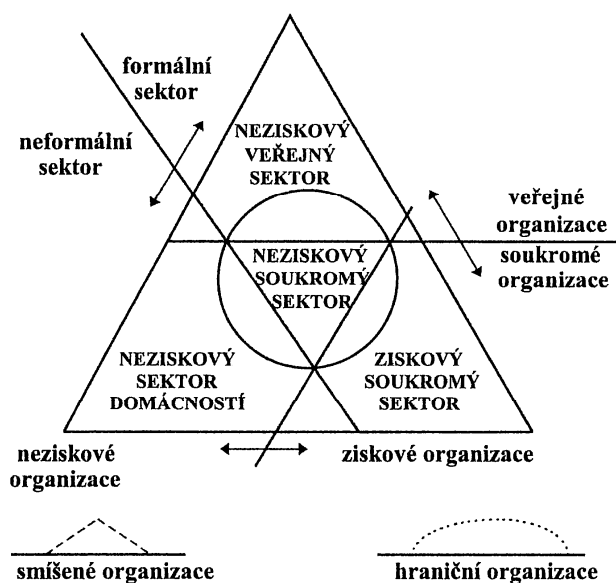 formální
sektor
neformální
sektor
NEZISKOVÝ
VEŘEJNÝ
SEKTOR
veřejné
organizace
soukromé
organizace
NEZISKOVÝ
SOUKROMÝ
SEKTOR
NEZISKOVÝ
SEKTOR
DOMÁCNOSTÍ
ZISKOVÝ
SOUKROMÝ
SEKTOR
neziskové
organizace
ziskové organizace
smíšené organizace
hraniční organizace